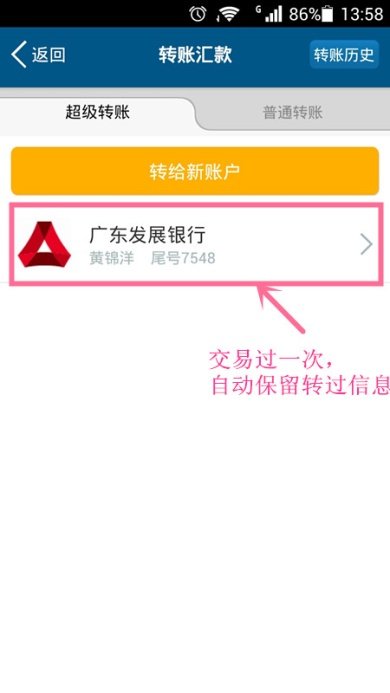 G 86% 13:58
返回 转账汇款 转账历史
超级转账 普通转账
转给新账户
广东发展银行
黄锦洋 尾号7548
交易过一次，
自动保留转过信息